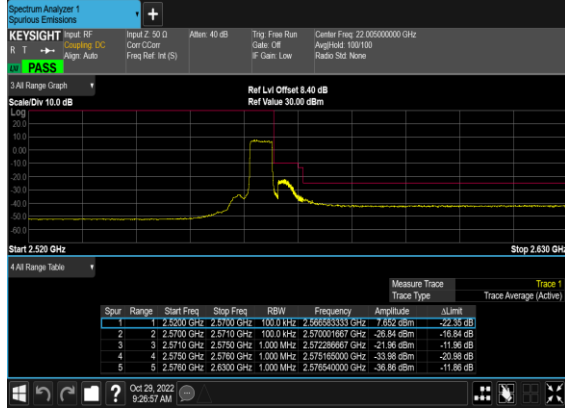 Spectrum Analyzer 1
Spurious Emissions
KEYSIGHT Input: RF Input Z: 50 Ω Atten: 40 dB Trig: Free Run Center Freq: 22.005000000 GHz
R T Coupling: DC Corr CCorr Gate: Off Avg|Hold: 100/100
Align: Auto Freq Ref: Int (S) IF Gain: Low Radio Std: None
PASS
3 All Range Graph
Ref Lvl Offset 8.40 dB
Scale/Div 10.0 dB Ref Value 30.00 dBm
Log
20.0
10.0
0.00
-10.0
-20.0
-30.0
-40.0
-50.0
-60.0
Start 2.520 GHz Stop 2.630 GHz
4 All Range Table
Measure Trace Trace 1
Trace Type Trace Average (Active)
Spur Range Start Freq Stop Freq RBW Frequency Amplitude ΔLimit
1 1 2.5200 GHz 2.5700 GHz 100.0 kHz 2.566583333 GHz 7.652 dBm -22.35 dB
2 2 2.5700 GHz 2.5710 GHz 100.0 kHz 2.570001667 GHz -26.84 dBm -16.84 dB
3 3 2.5710 GHz 2.5750 GHz 1.000 MHz 2.572286667 GHz -21.96 dBm -11.96 dB
4 4 2.5750 GHz 2.5760 GHz 1.000 MHz 2.575165000 GHz -33.98 dBm -20.98 dB
5 5 2.5760 GHz 2.6300 GHz 1.000 MHz 2.576540000 GHz -36.86 dBm -11.86 dB
? Oct 29, 2022
9:26:57 AM